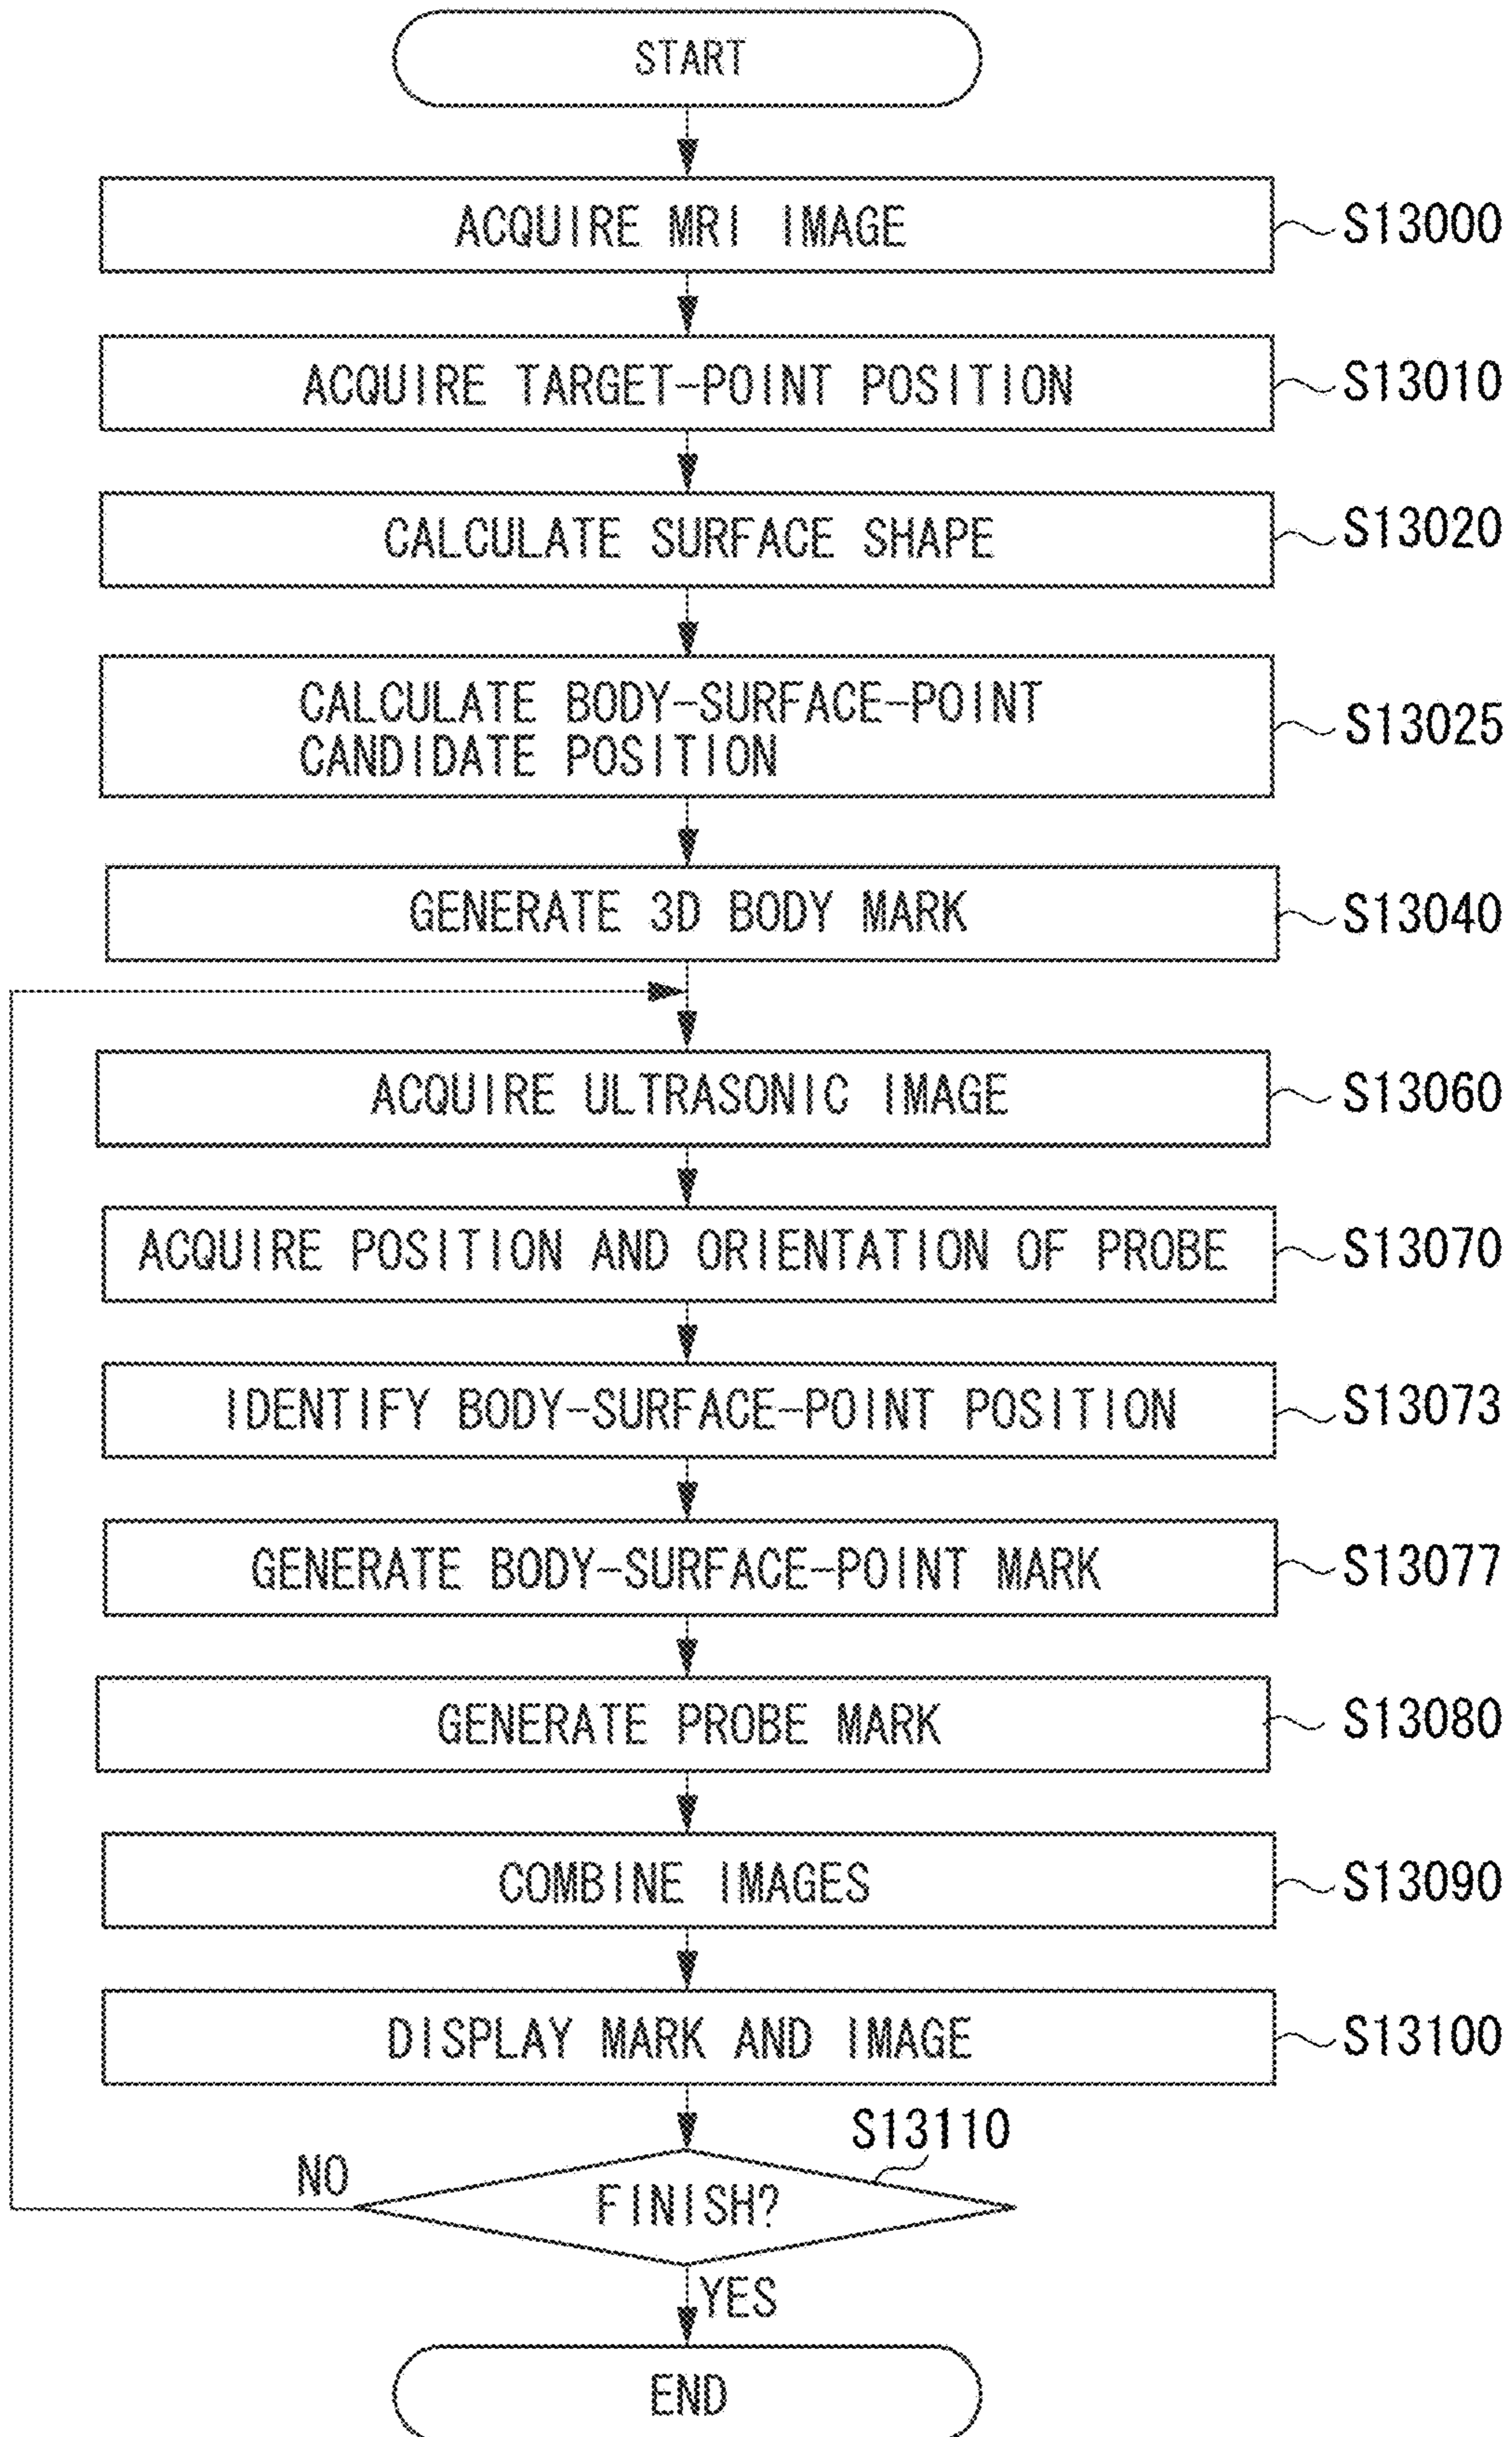 START
ACQUIRE MRI IMAGE
S13000
ACQUIRE TARGET-POINT POSITION
S13010
CALCULATE SURFACE SHAPE
S13020
CALCULATE BODY-SURFACE-POINT
CANDIDATE POSITION
S13025
GENERATE 3D BODY MARK
S13040
ACQUIRE ULTRASONIC IMAGE
S13060
ACQUIRE POSITION AND ORIENTATION OF PROBE
S13070
IDENTIFY BODY-SURFACE-POINT POSITION
S13073
GENERATE BODY-SURFACE-POINT MARK
S13077
GENERATE PROBE MARK
S13080
COMBINE IMAGES
S13090
DISPLAY MARK AND IMAGE
S13100
S13110
NO
FINISH?
YES
END